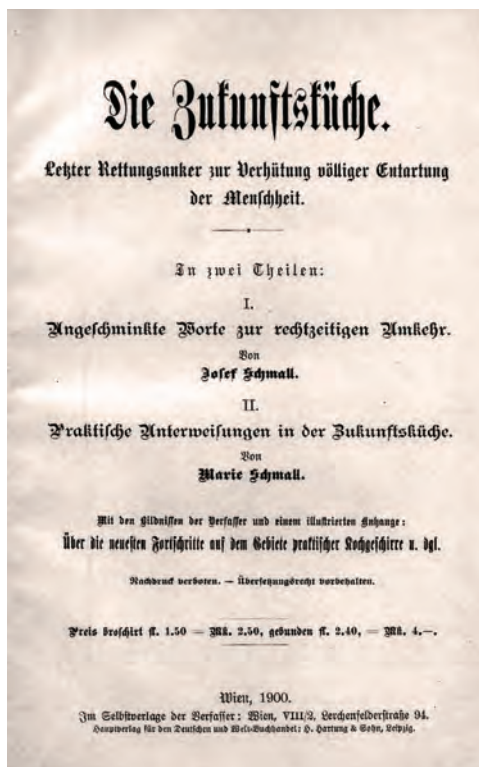 Die Zukunftsküche.
Letzter Rettungsanker zur Verhütung völliger Entartung
der Menschheit.
In zwei Theilen:
I.
Ungeschminkte Worte zur rechtzeitigen Umkehr.
Von
Josef Schmall.
II.
Praktische Unterweisungen in der Zukunftsküche.
Von
Marie Schmall.
Mit den Bildnissen der Verfasser und einem illustrierten Anhange:
Über die neuesten Fortschritte auf dem Gebiete praktischer Kochgeschirre u. dgl.
Nachdruck verboten. — Übersetzungsrecht vorbehalten.
Preis broschirt fl. 1.50 = Mk. 2.50, gebunden fl. 2.40, = Mk. 4.—.
Wien, 1900.
Im Selbstverlage der Verfasser: Wien, VIII/2, Lerchenfelderstraße 94.
Hauptverlag für den Deutschen und Welt-Buchhandel: H. Hartung & Sohn, Leipzig.